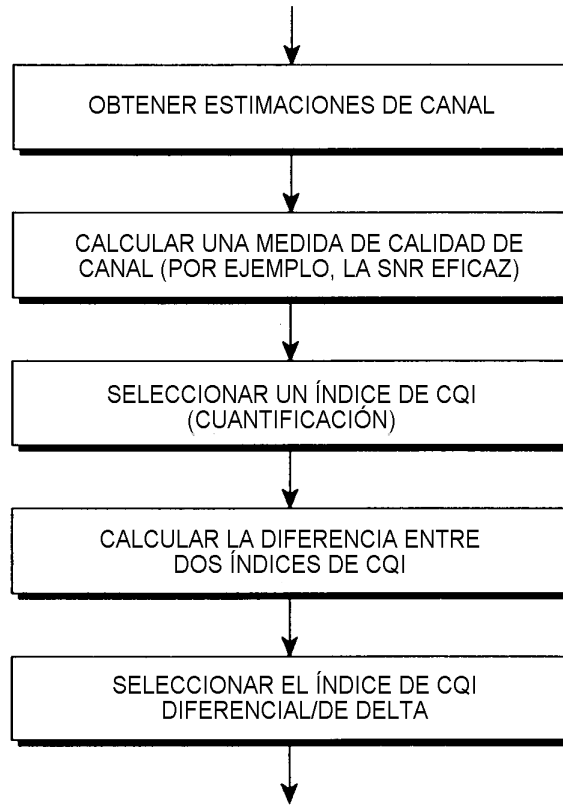 OBTENER ESTIMACIONES DE CANAL
CALCULAR UNA MEDIDA DE CALIDAD DE
CANAL (POR EJEMPLO, LA SNR EFICAZ)
SELECCIONAR UN ÍNDICE DE CQI
(CUANTIFICACIÓN)
CALCULAR LA DIFERENCIA ENTRE
DOS ÍNDICES DE CQI
SELECCIONAR EL ÍNDICE DE CQI
DIFERENCIAL/DE DELTA